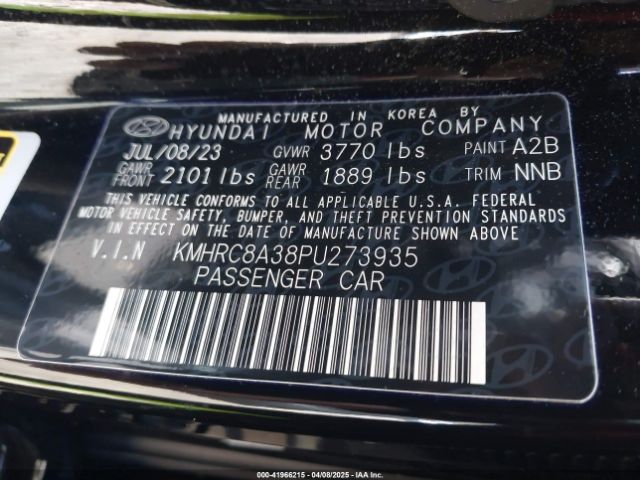 MANUFACTURED IN KOREA BY
HYUNDAI MOTOR COMPANY
JUL/08/23 GVWR 3770 lbs PAINT A2B
GAWR FRONT 2101 lbs GAWR REAR 1889 lbs TRIM NNB
THIS VEHICLE CONFORMS TO ALL APPLICABLE U.S.A. FEDERAL
MOTOR VEHICLE SAFETY, BUMPER, AND THEFT PREVENTION
STANDARDS IN EFFECT ON THE DATE OF MANUFACTURE SHOWN ABOVE
V.I.N KMHRC8A38PU273935
PASSENGER CAR
000-41966215 - 04/08/2025 - IAA Inc.